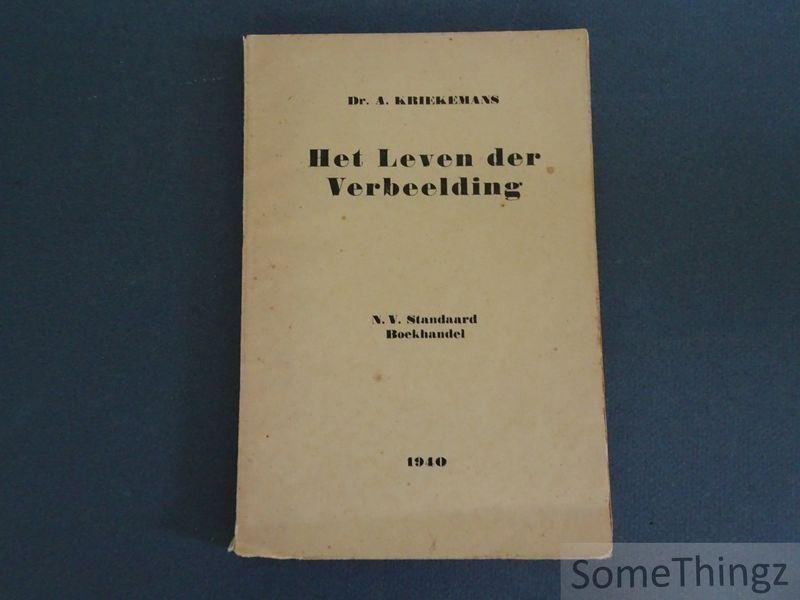 Dr. A. KRIEKEMANS
Het Leven der
Verbeelding
N.V. Standaard
Boekhandel
1940
SomeThingz